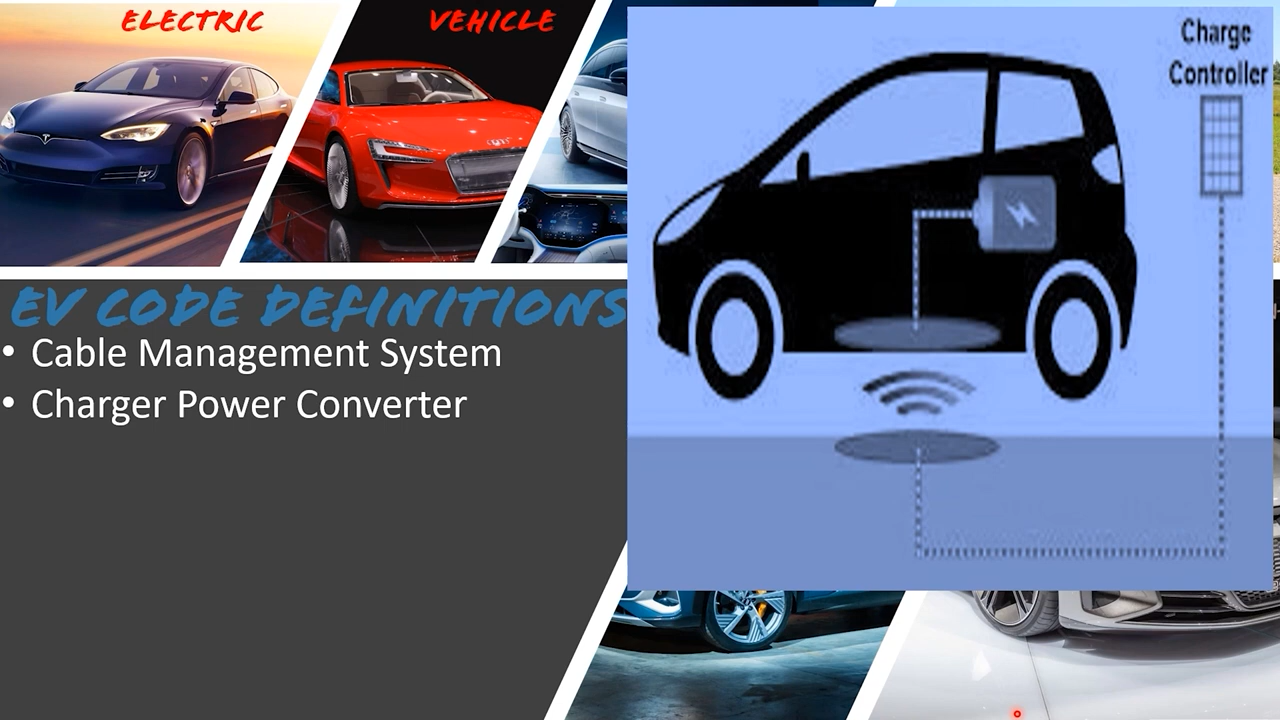 ELECTRIC
VEHICLE
Charge
Controller
EV CODE DEFINITIONS
• Cable Management System
• Charger Power Converter